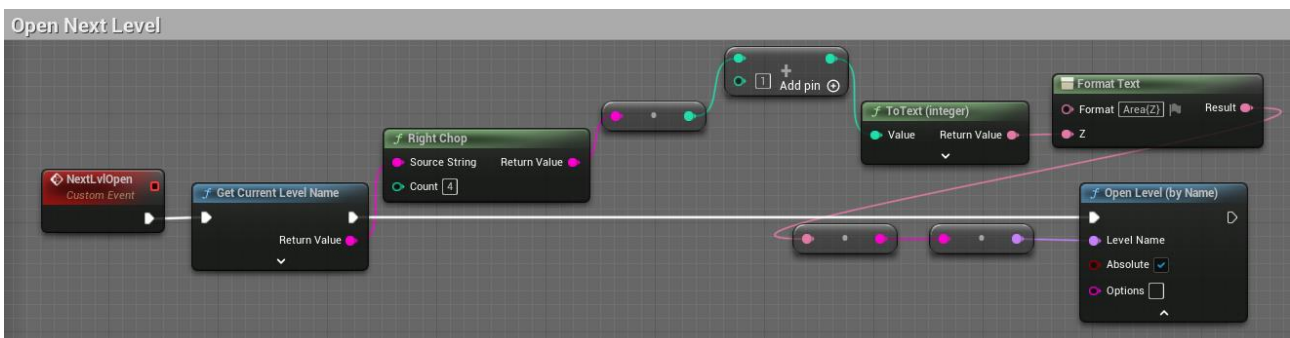 Open Next Level
NextLvlOpen
Custom Event
f Get Current Level Name
Return Value
f Right Chop
Source String Return Value
Count 4
1 Add pin
f ToText (integer)
Value Return Value
Format Text
Format Area{Z} Result
Z
f Open Level (by Name)
Level Name
Absolute
Options